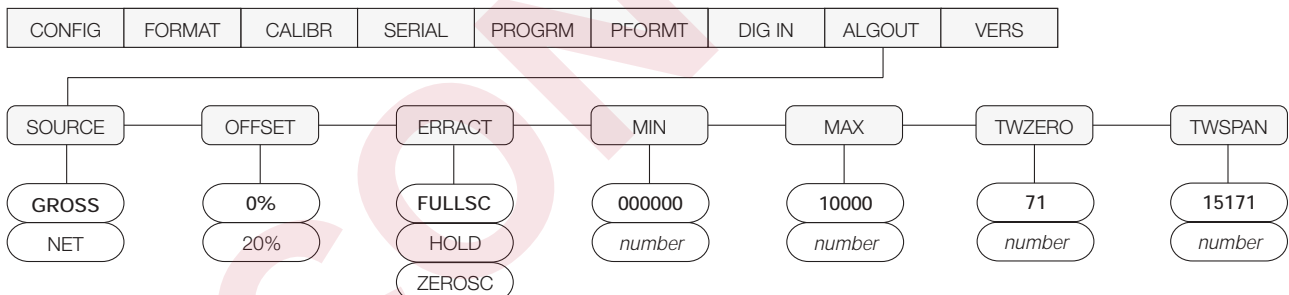 CONFIG FORMAT CALIBR SERIAL PROGRM PFORMT DIG IN ALGOUT VERS
SOURCE OFFSET ERRACT MIN MAX TWZERO TWSPAN
GROSS 0% FULLSC 000000 10000 71 15171
NET 20% HOLD number number number number
ZEROSC